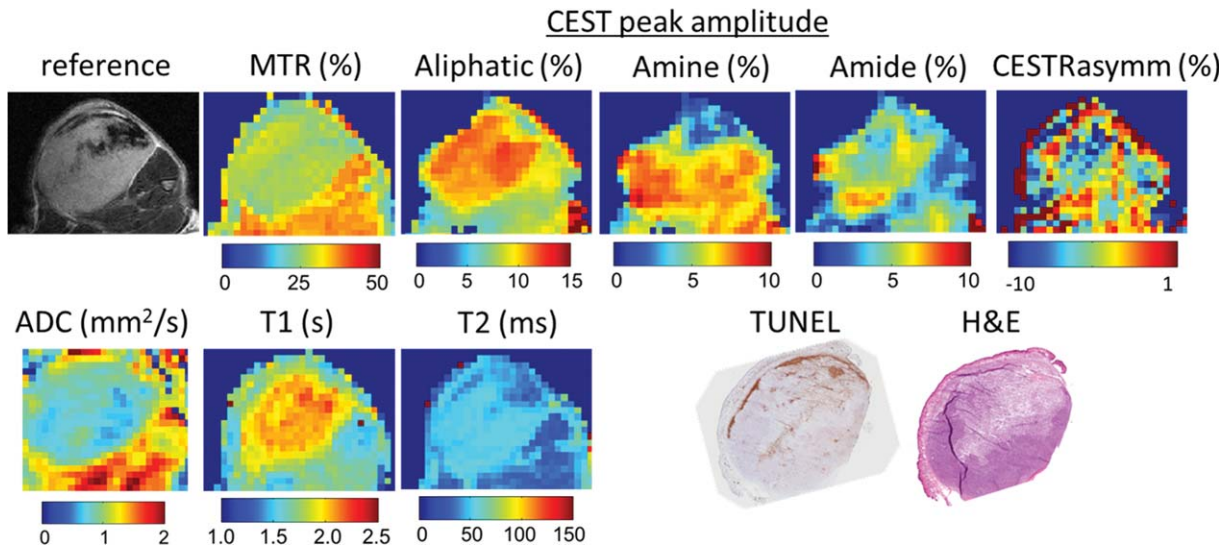 CEST peak amplitude
reference MTR (%) Aliphatic (%) Amine (%) Amide (%) CESTRasymm (%)
0 25 50 0 5 10 15 0 5 10 0 5 10 -10 1
ADC (mm²/s) T1 (s) T2 (ms) TUNEL H&E
0 1 2 1.0 1.5 2.0 2.5 0 50 100 150